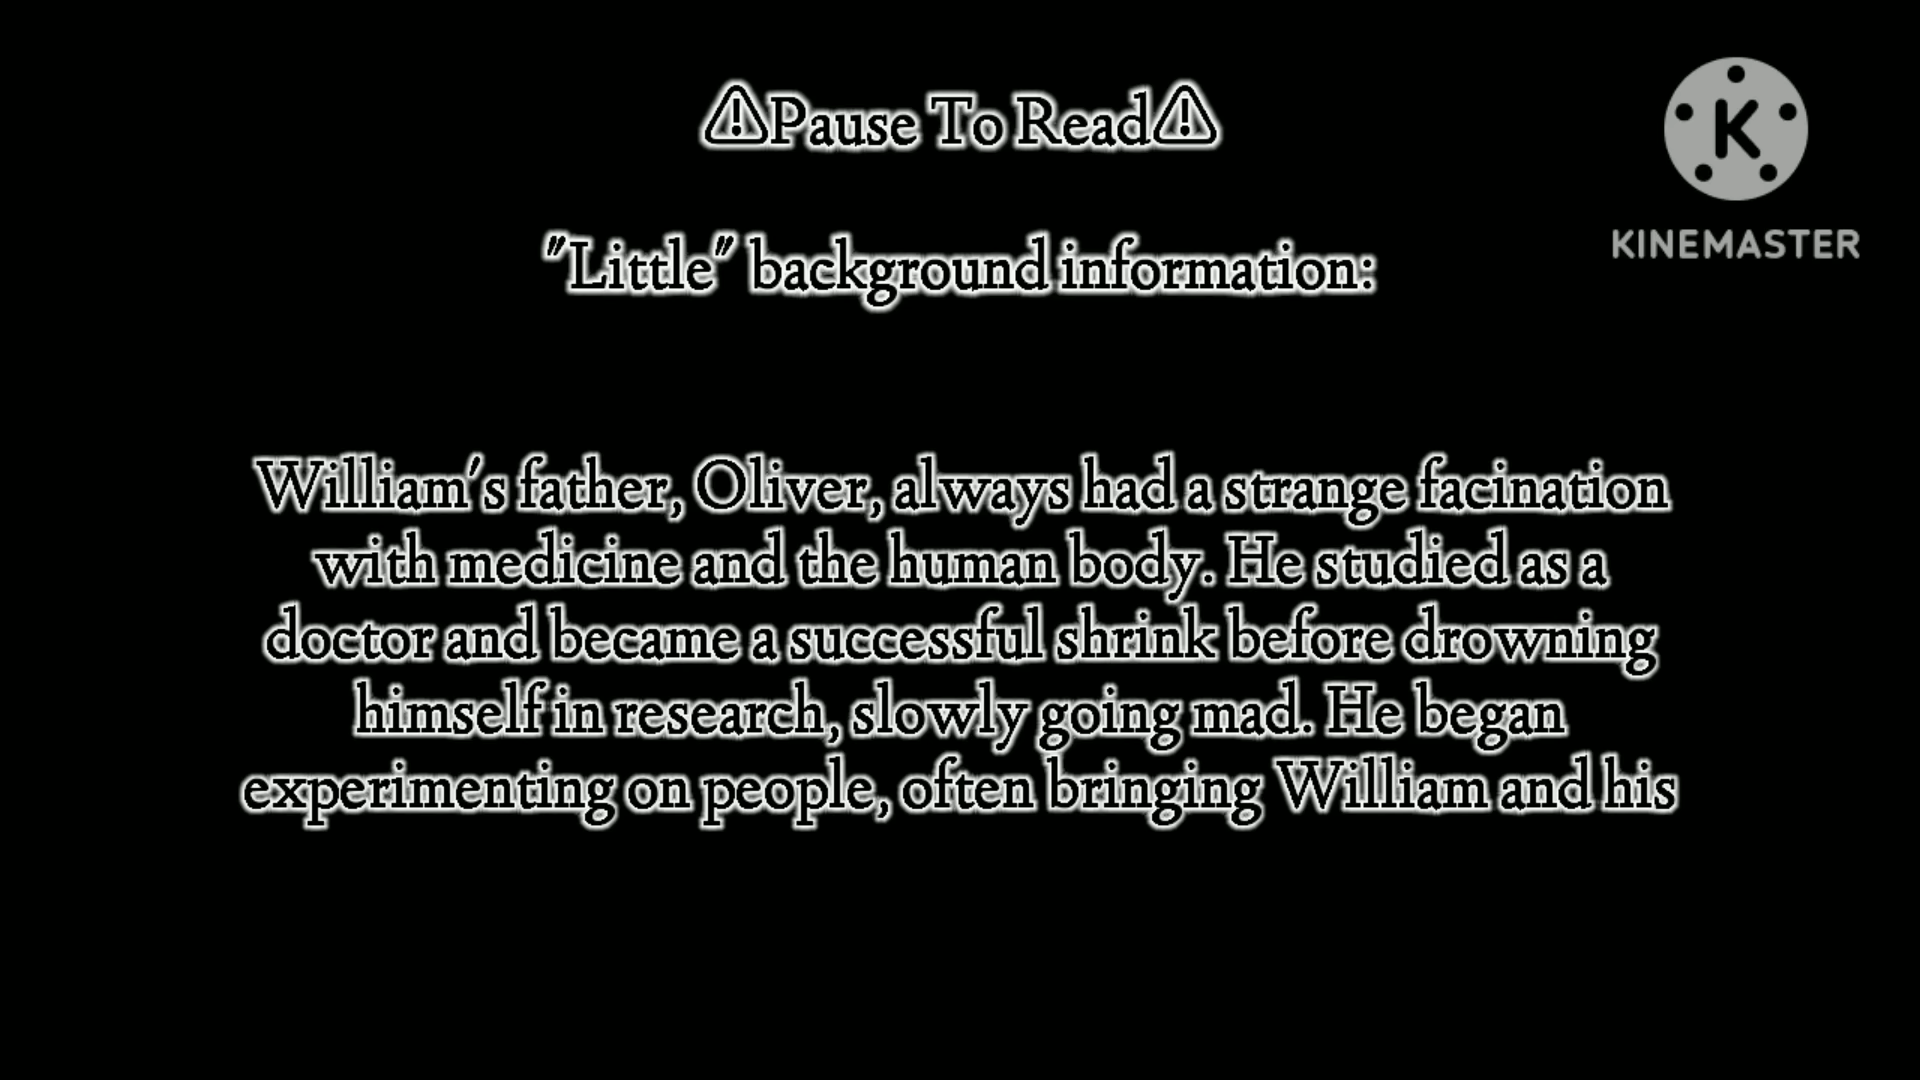 ⚠Pause To Read⚠
"Little" background information:
William's father, Oliver, always had a strange facination
with medicine and the human body. He studied as a
doctor and became a successful shrink before drowning
himself in research, slowly going mad. He began
experimenting on people, often bringing William and his
K
KINEMASTER